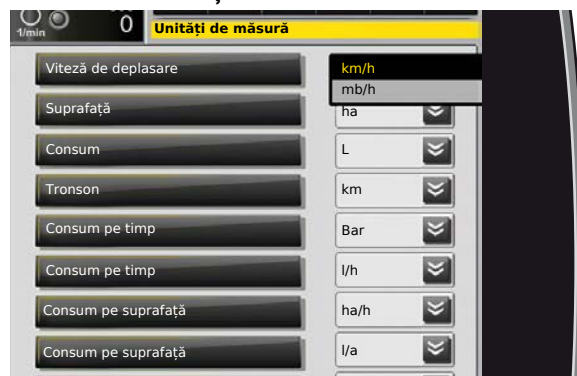 1/min
0
Unități de măsură
Viteză de deplasare
km/h
mb/h
Suprafață
ha
Consum
L
Tronson
km
Consum pe timp
Bar
Consum pe timp
l/h
Consum pe suprafață
ha/h
Consum pe suprafață
l/a